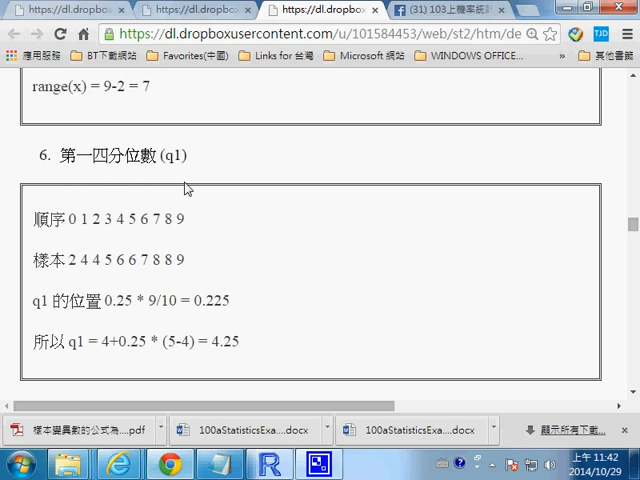 https://dl.dropbox
https://dl.dropbox
https://dl.dropbox
(31) 103上機率統計
https://dl.dropboxusercontent.com/u/101584453/web/st2/htm/de
應用服務 BT下載網站 Favorites(中國) Links for 台灣 Microsoft 網站 WINDOWS OFFICE... » 其他書籤
TJD
range(x) = 9-2 = 7
6. 第一四分位數 (q1)
順序 0 1 2 3 4 5 6 7 8 9
樣本 2 4 4 5 6 6 7 8 8 9
q1 的位置 0.25 * 9/10 = 0.225
所以 q1 = 4+0.25 * (5-4) = 4.25
樣本變異數的公式為....pdf
100aStatisticsExa....docx
100aStatisticsExa....docx
顯示所有下載...
上午 11:42
2014/10/29